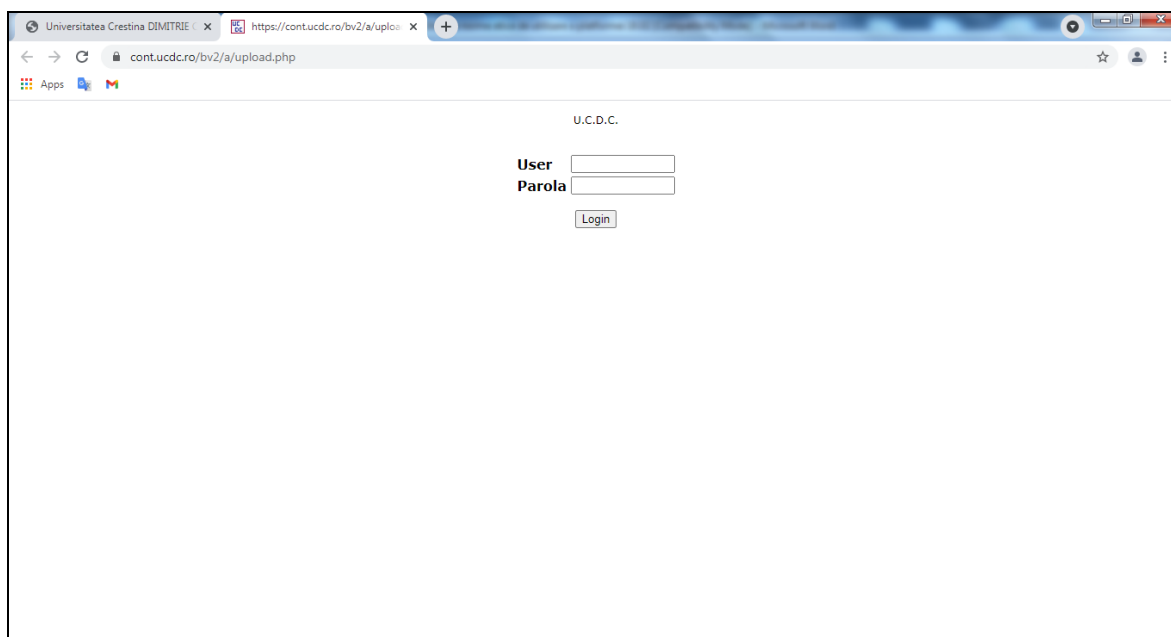 Universitatea Crestina DIMITRIE
https://cont.ucdc.ro/bv2/a/uploa
cont.ucdc.ro/bv2/a/upload.php
Apps
U.C.D.C.
User
Parola
Login